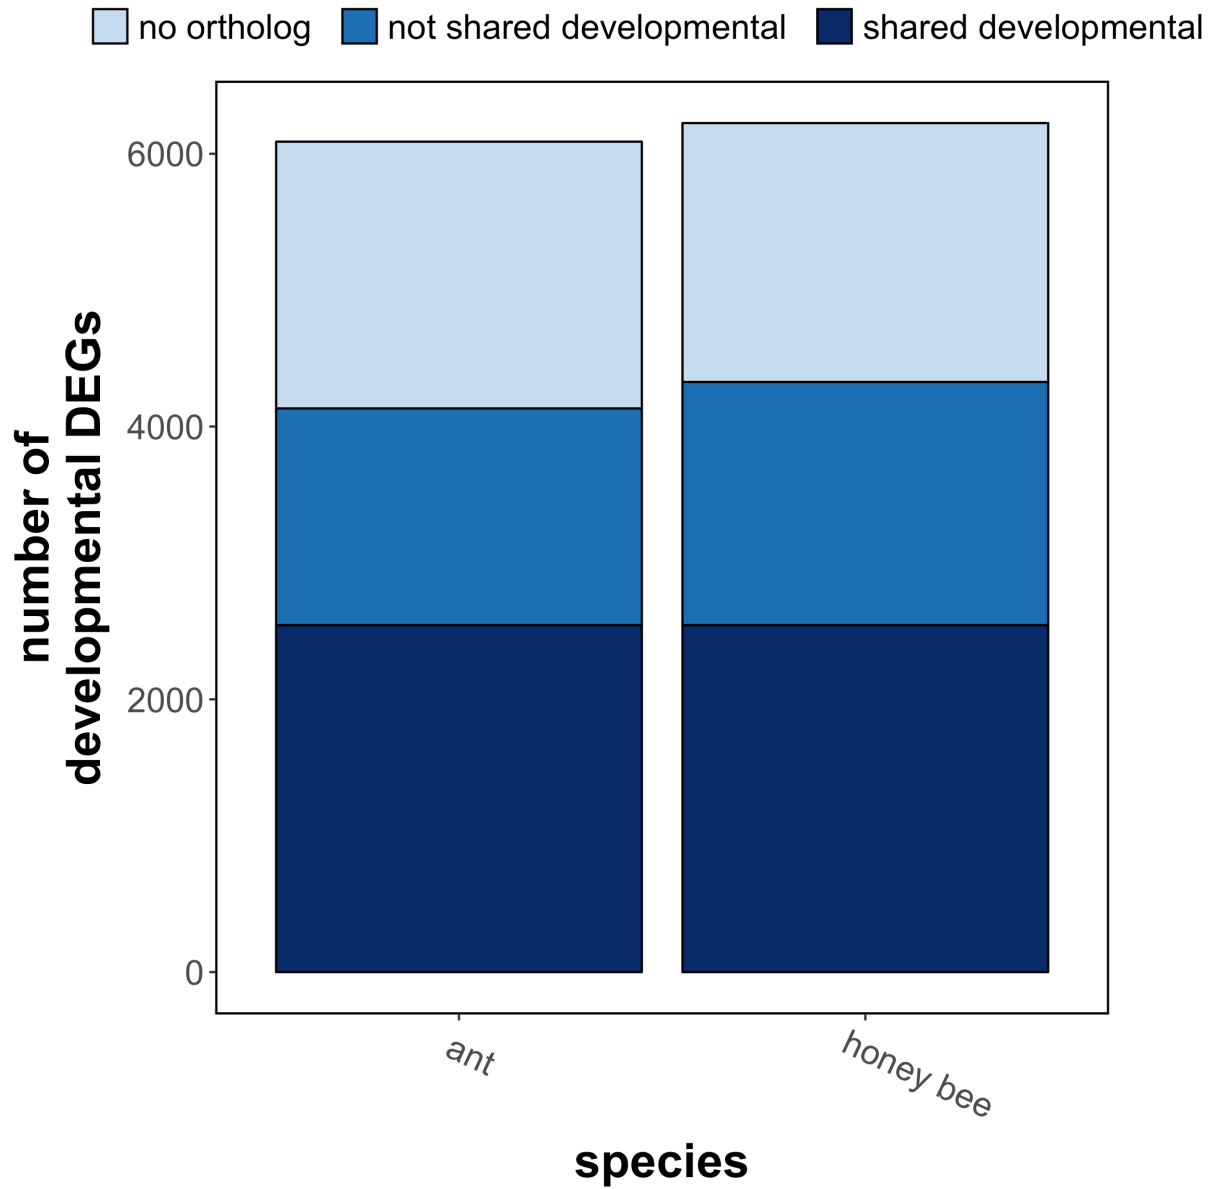 no ortholog not shared developmental shared developmental
number of
developmental DEGs
6000
4000
2000
0
ant honey bee
species